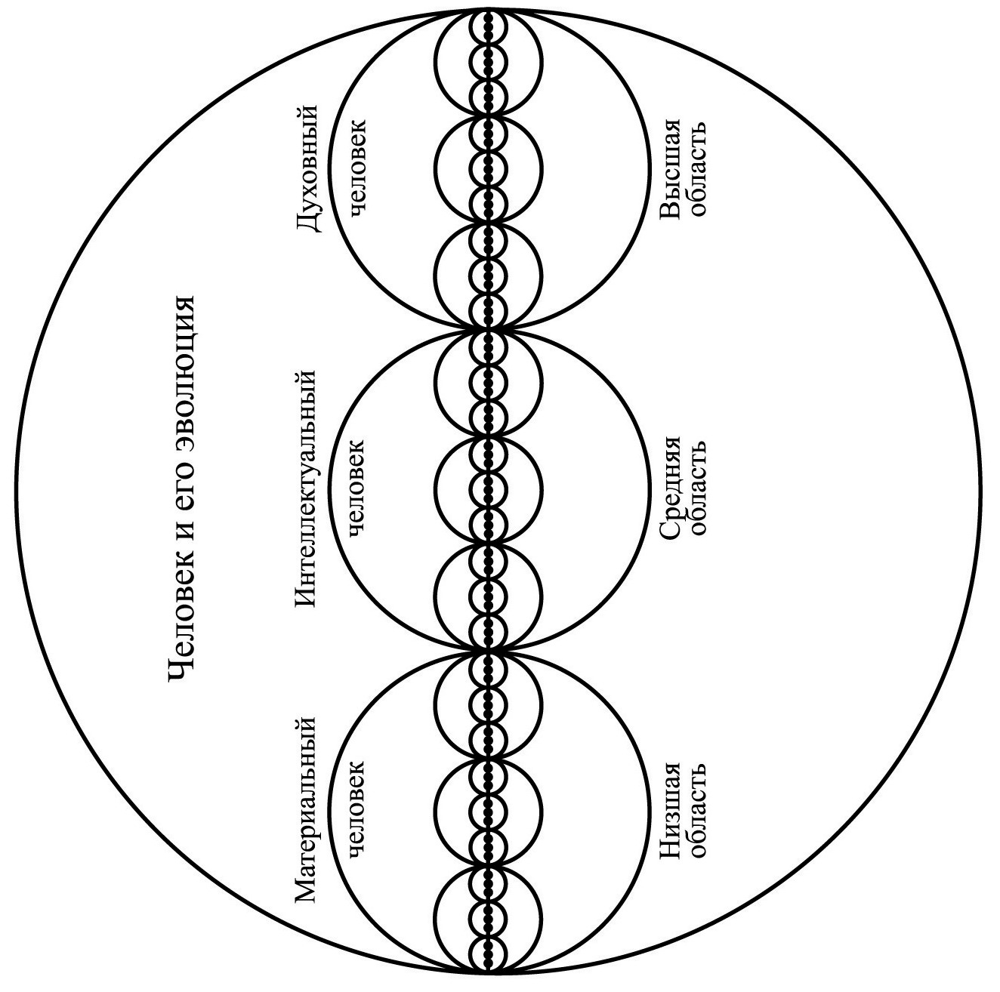 Человек и его эволюция
Материальный
человек
Интеллектуальный
человек
Духовный
человек
Низшая
область
Средняя
область
Высшая
область